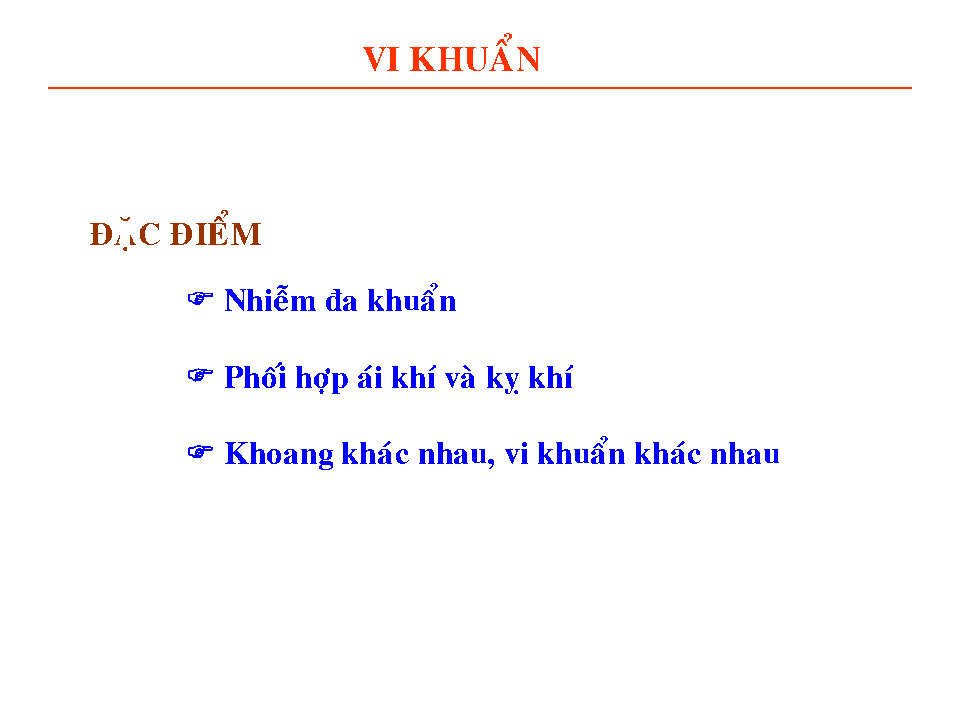 VI KHUẨN
ĐẶC ĐIỂM
☞ Nhiễm đa khuẩn
☞ Phối hợp ái khí và kỵ khí
☞ Khoang khác nhau, vi khuẩn khác nhau